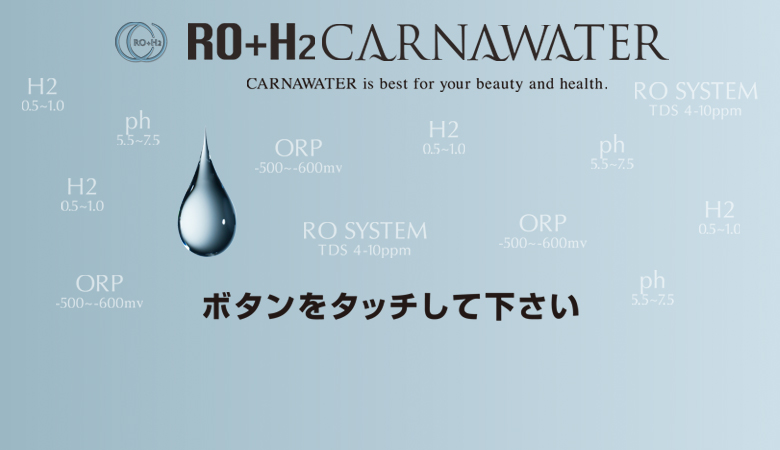 RO+H2
RO+H2 CARNAWATER
CARNAWATER is best for your beauty and health.
H2
0.5~1.0
RO SYSTEM
TDS 4-10ppm
ph
5.5~7.5
H2
0.5~1.0
ORP
-500~-600mv
ph
5.5~7.5
H2
0.5~1.0
H2
0.5~1.0
RO SYSTEM
TDS 4-10ppm
ORP
-500~-600mv
ORP
-500~-600mv
ph
5.5~7.5
ボタンをタッチして下さい